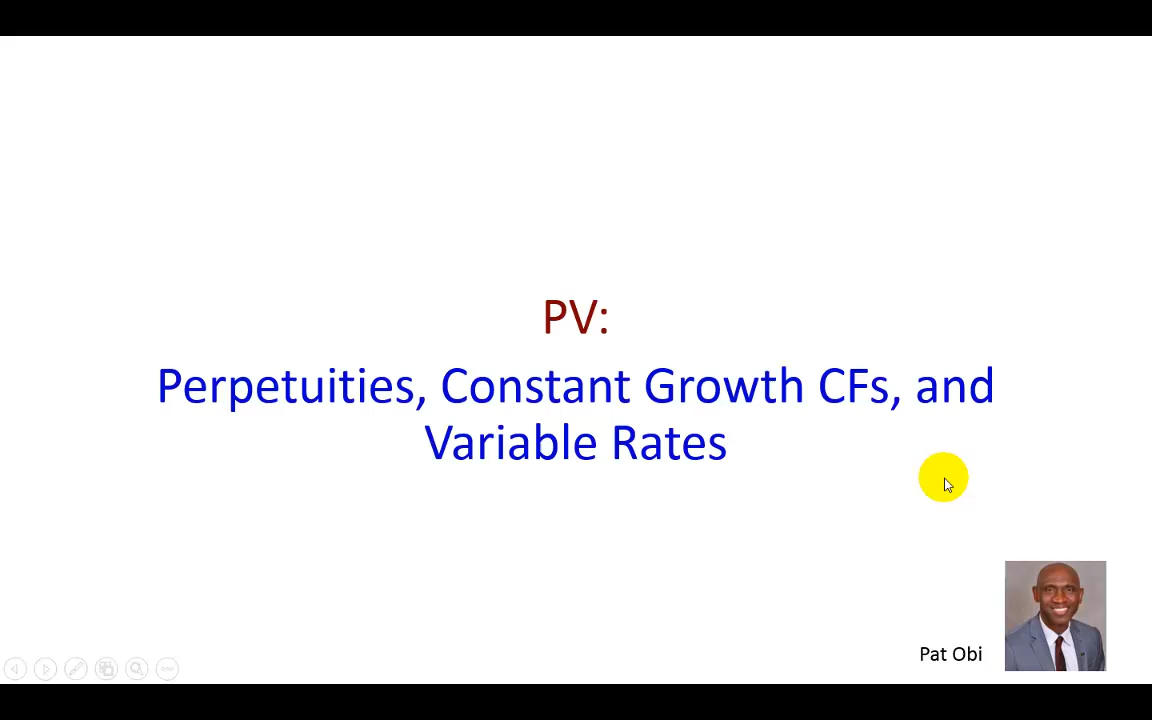 PV:
Perpetuities, Constant Growth CFs, and
Variable Rates
Pat Obi